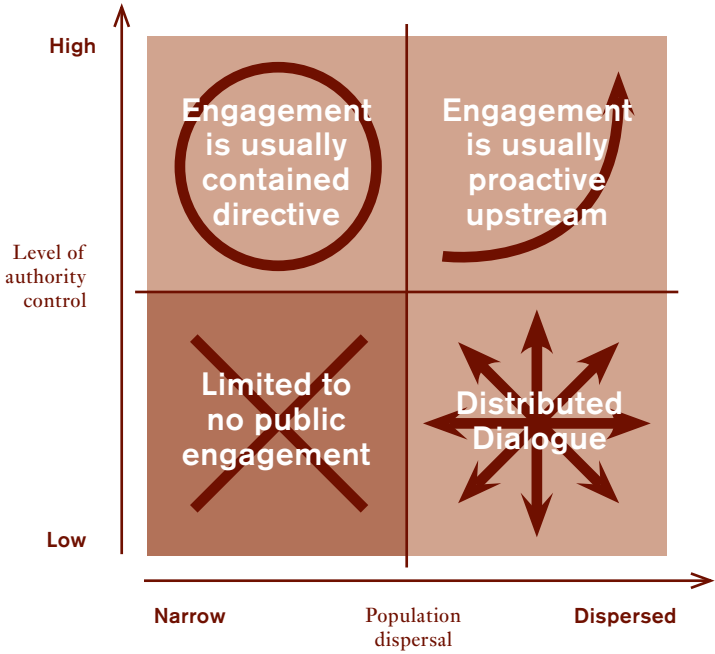 High
Engagement
is usually
contained
directive
Engagement
is usually
proactive
upstream
Level of
authority
control
Limited to
no public
engagement
Distributed
Dialogue
Low
Narrow
Population
dispersal
Dispersed